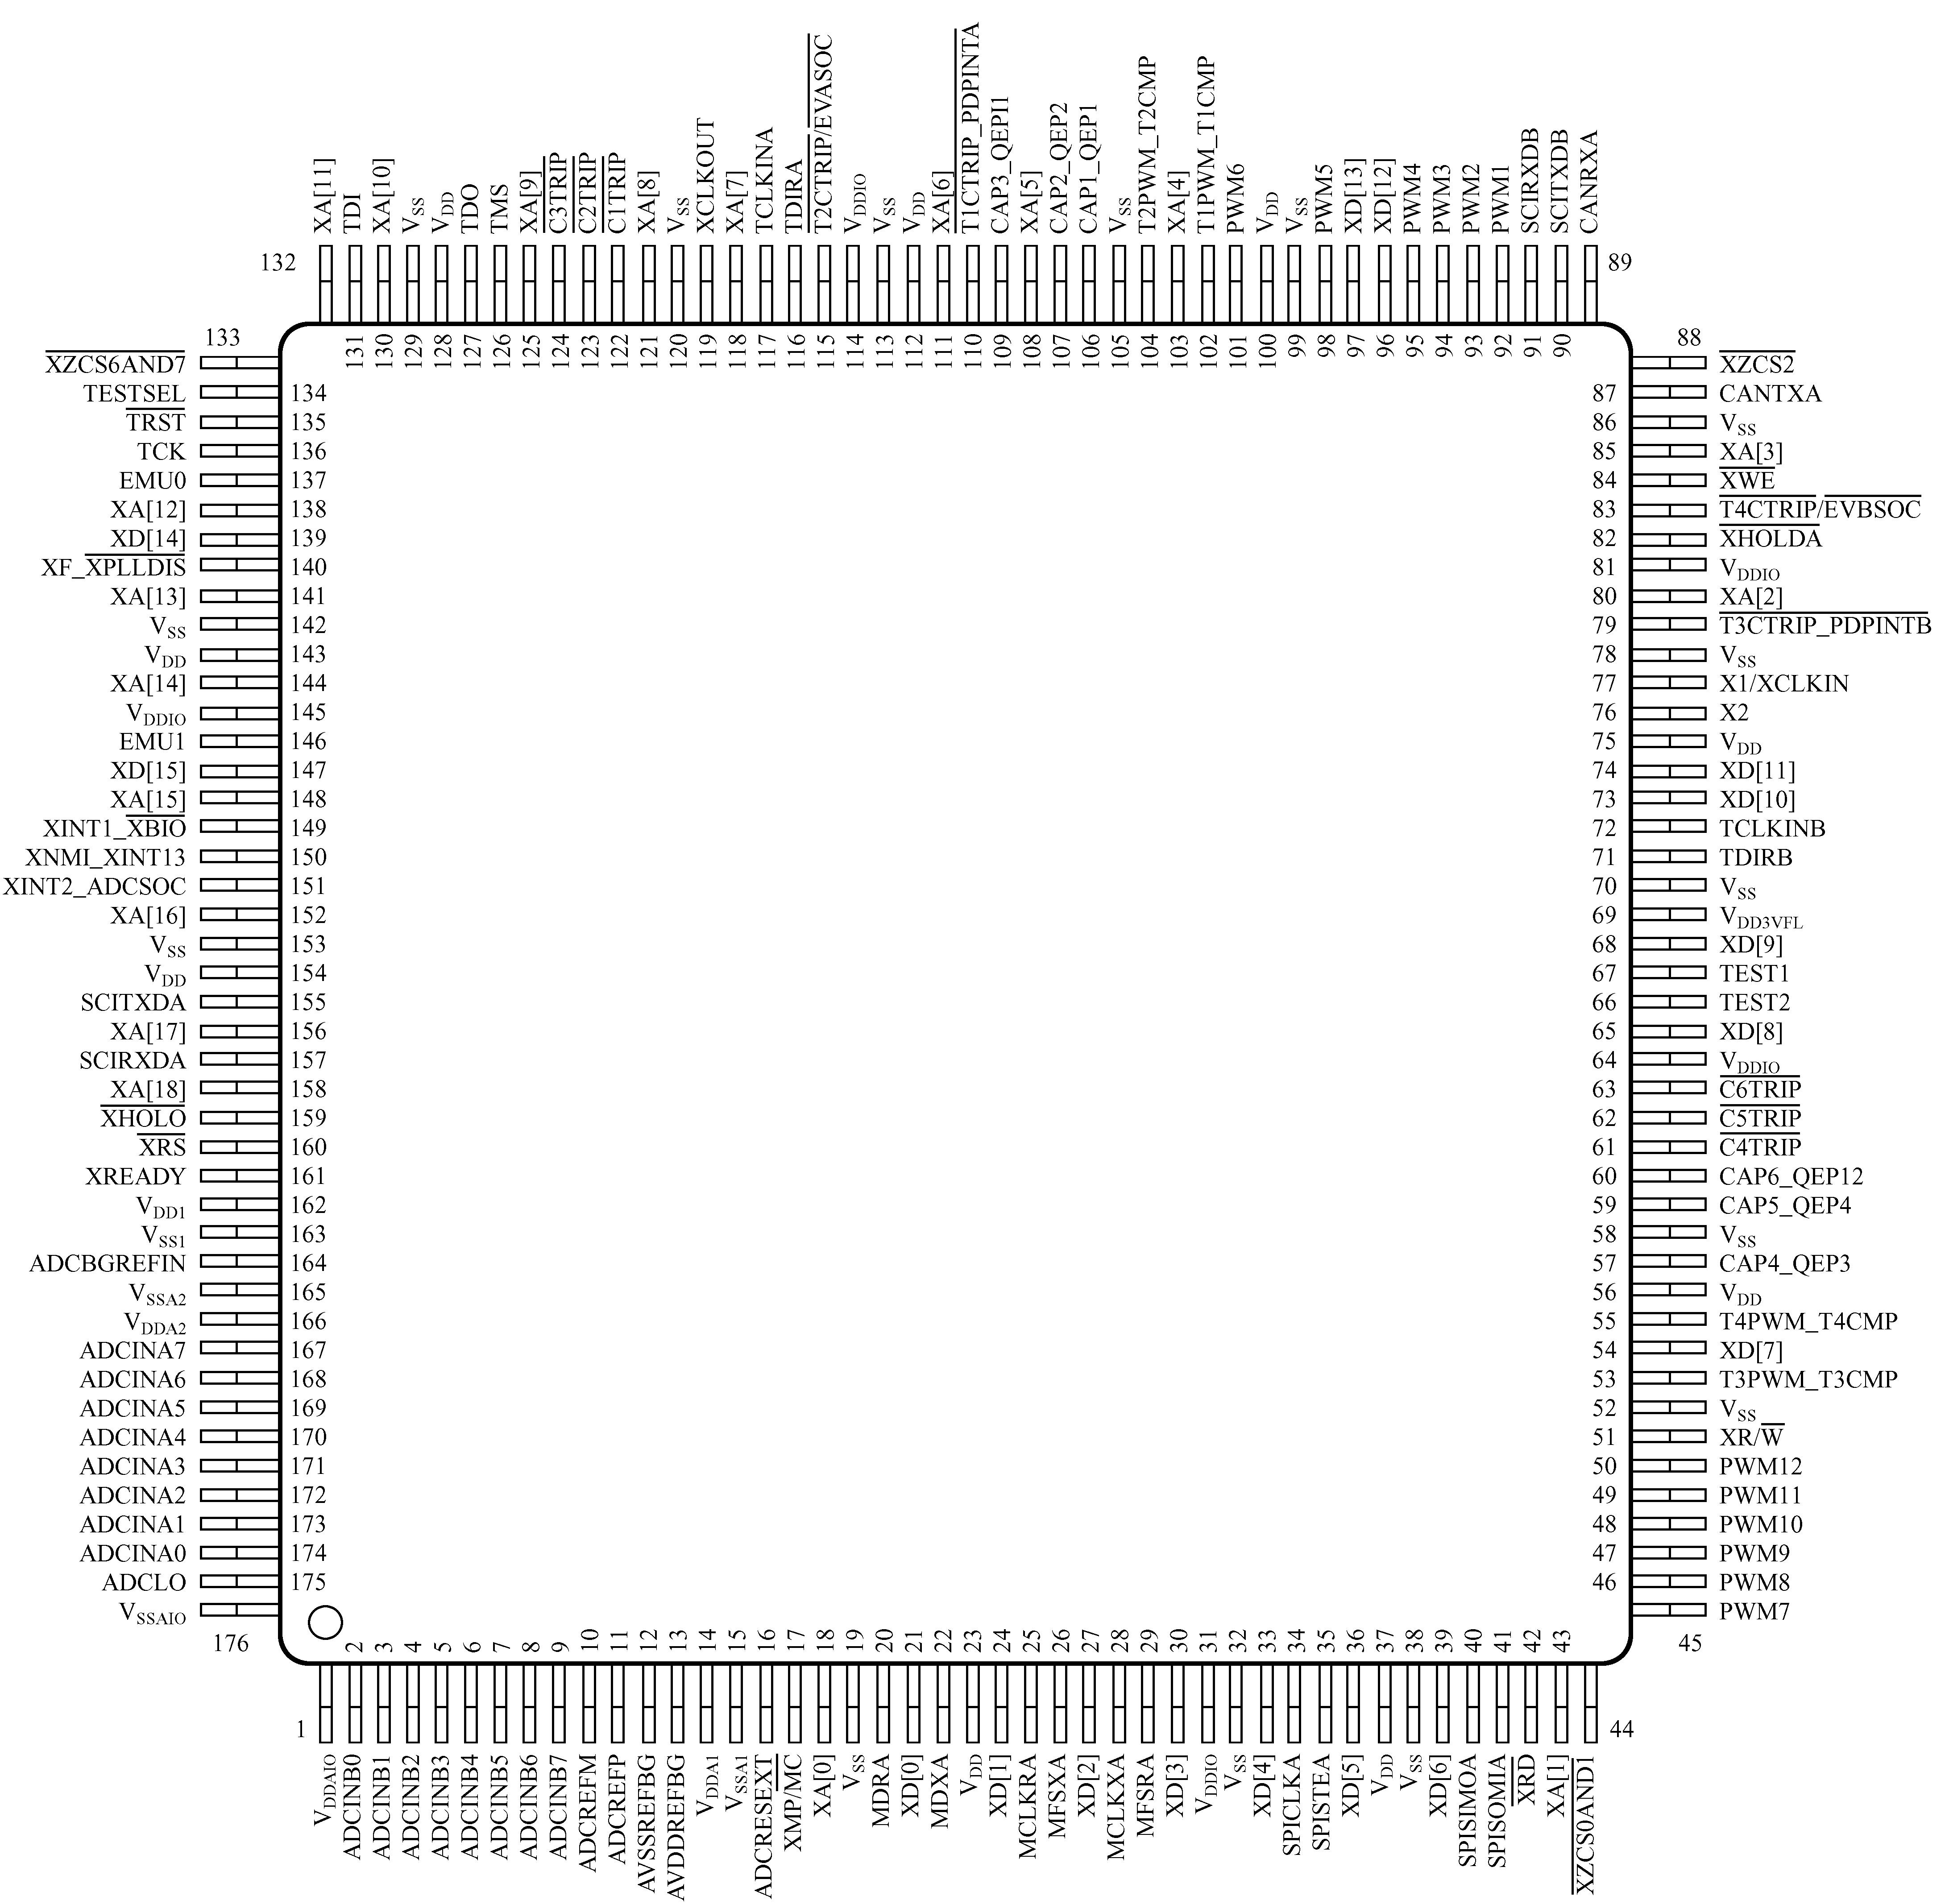 XA[11]
TDI
XA[10]
VSS
VDD
TDO
TMS
XA[9]
C3TRIP
C2TRIP
C1TRIP
XA[8]
VSS
XCLKOUT
XA[7]
TCLKINA
TDIRA
T2CTRIP/EVASOC
VDDIO
VSS
VDD
XA[6]
T1CTRIP_PDPINTA
CAP3_QEPI1
XA[5]
CAP2_QEP2
CAP1_QEP1
VSS
T2PWM_T2CMP
XA[4]
T1PWM_T1CMP
PWM6
VDD
VSS
PWM5
XD[13]
XD[12]
PWM4
PWM3
PWM2
PWM1
SCIRXDB
SCITXDB
CANRXA
132
131
130
129
128
127
126
125
124
123
122
121
120
119
118
117
116
115
114
113
112
111
110
109
108
107
106
105
104
103
102
101
100
99
98
97
96
95
94
93
92
91
90
89
XZCS6AND7 133
TESTSEL 134
TRST 135
TCK 136
EMU0 137
XA[12] 138
XD[14] 139
XF_XPLLDIS 140
XA[13] 141
VSS 142
VDD 143
XA[14] 144
VDDIO 145
EMU1 146
XD[15] 147
XA[15] 148
XINT1_XBIO 149
XNMI_XINT13 150
XINT2_ADCSOC 151
XA[16] 152
VSS 153
VDD 154
SCITXDA 155
XA[17] 156
SCIRXDA 157
XA[18] 158
XHOLO 159
XRS 160
XREADY 161
VDD1 162
VSS1 163
ADCBGREFIN 164
VSSA2 165
VDDA2 166
ADCINA7 167
ADCINA6 168
ADCINA5 169
ADCINA4 170
ADCINA3 171
ADCINA2 172
ADCINA1 173
ADCINA0 174
ADCLO 175
VSSAIO 176
88 XZCS2
87 CANTXA
86 VSS
85 XA[3]
84 XWE
83 T4CTRIP/EVBSOC
82 XHOLDA
81 VDDIO
80 XA[2]
79 T3CTRIP_PDPINTB
78 VSS
77 X1/XCLKIN
76 X2
75 VDD
74 XD[11]
73 XD[10]
72 TCLKINB
71 TDIRB
70 VSS
69 VDD3VFL
68 XD[9]
67 TEST1
66 TEST2
65 XD[8]
64 VDDIO
63 C6TRIP
62 C5TRIP
61 C4TRIP
60 CAP6_QEP12
59 CAP5_QEP4
58 VSS
57 CAP4_QEP3
56 VDD
55 T4PWM_T4CMP
54 XD[7]
53 T3PWM_T3CMP
52 VSS
51 XR/W
50 PWM12
49 PWM11
48 PWM10
47 PWM9
46 PWM8
45 PWM7
1
2
3
4
5
6
7
8
9
10
11
12
13
14
15
16
17
18
19
20
21
22
23
24
25
26
27
28
29
30
31
32
33
34
35
36
37
38
39
40
41
42
43
44
VDDAIO
ADCINB0
ADCINB1
ADCINB2
ADCINB3
ADCINB4
ADCINB5
ADCINB6
ADCINB7
ADCREFM
ADCREFP
AVSSREFBG
AVDDREFBG
VDDA1
VSSA1
ADCRESEXT
XMP/MC
XA[0]
VSS
MDRA
XD[0]
MDXA
VDD
XD[1]
MCLKRA
MFSXA
XD[2]
MCLKXA
MFSRA
XD[3]
VDDIO
VSS
XD[4]
SPICLKA
SPISTEA
XD[5]
VDD
VSS
XD[6]
SPISIMOA
SPISOMIA
XRD
XA[1]
XZCS0AND1